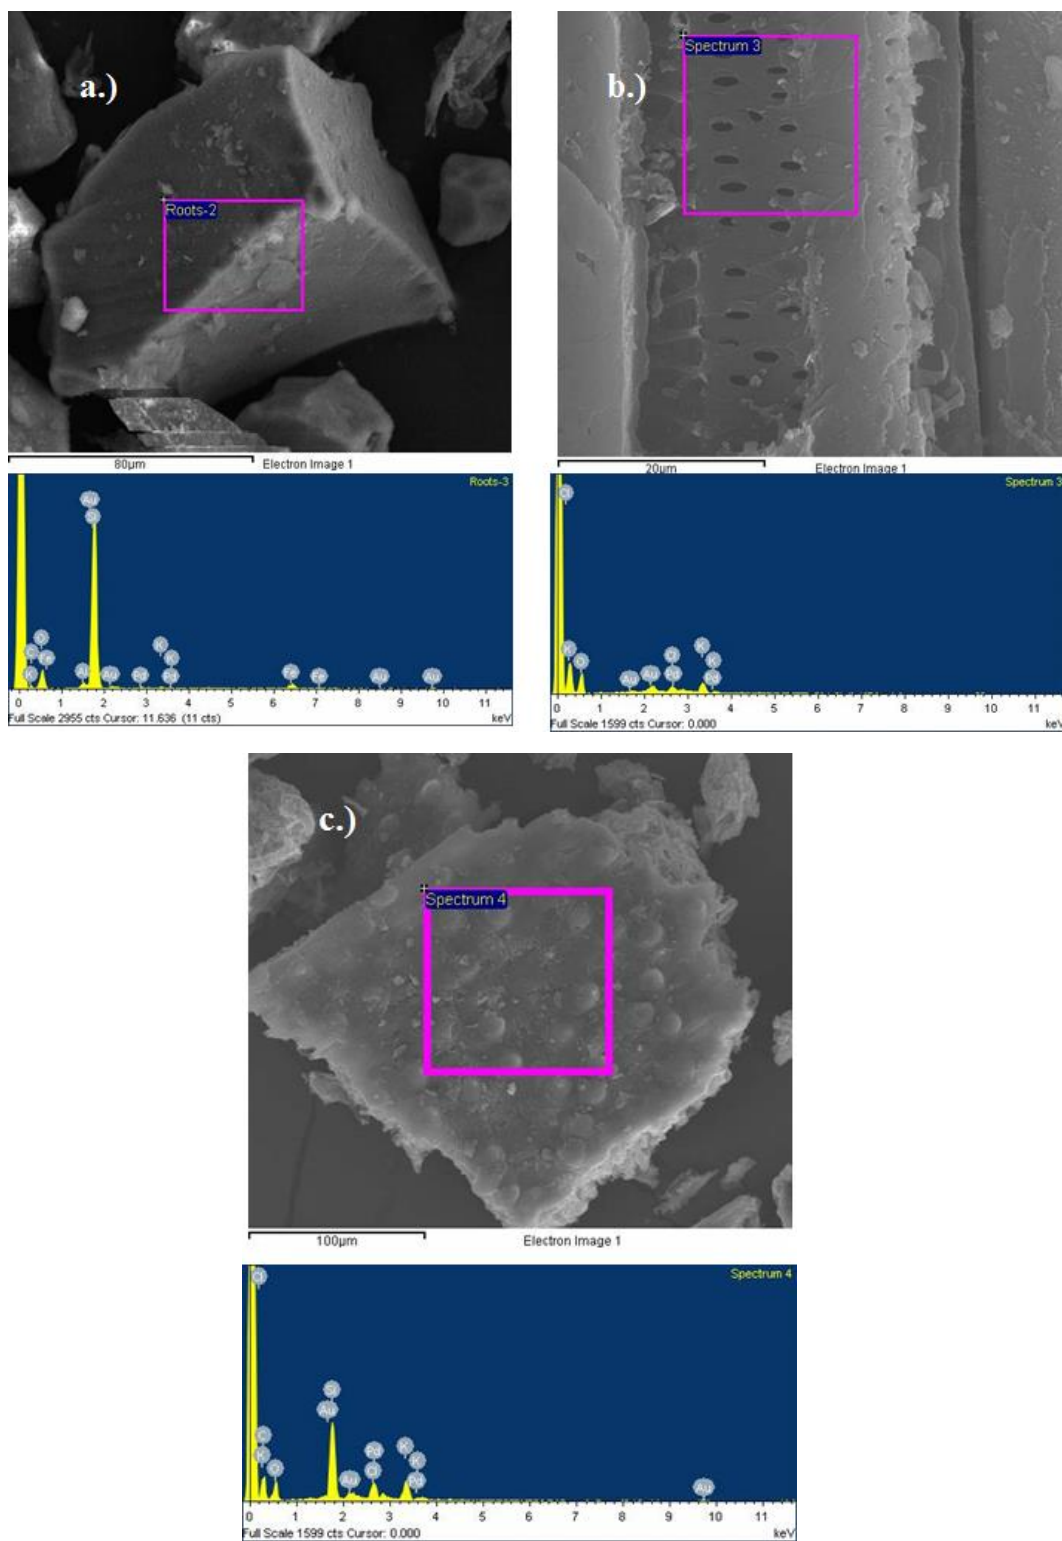 a.)
Roots-2
80µm Electron Image 1
b.)
Spectrum 3
20µm Electron Image 1
Roots-3
Au
Si
O
C
Fe
K
Al
Au
Pd
K
K
Pd
Fe
Fe
Au
Au
0 1 2 3 4 5 6 7 8 9 10 11
Full Scale 2955 cts Cursor: 11.636 (11 cts) keV
Spectrum 3
Cl
K
O
Au
Au
Cl
Pd
K
K
Pd
0 1 2 3 4 5 6 7 8 9 10 11
Full Scale 1599 cts Cursor: 0.000 keV
c.)
Spectrum 4
100µm Electron Image 1
Spectrum 4
Cl
C
K
O
Si
Au
Au
Pd
Cl
K
K
Pd
Au
0 1 2 3 4 5 6 7 8 9 10 11
Full Scale 1599 cts Cursor: 0.000 keV